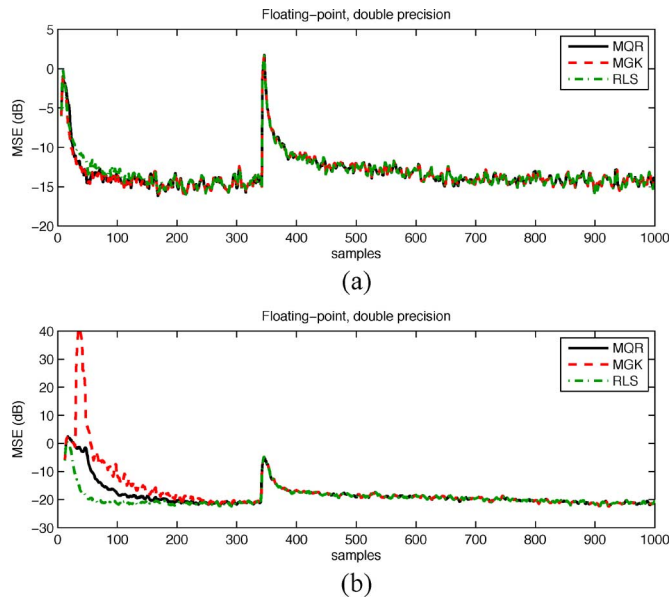 Floating-point, double precision
5
0
-5
-10
-15
-20
MSE (dB)
MQR
MGK
RLS
0 100 200 300 400 500 600 700 800 900 1000
samples
(a)
Floating-point, double precision
40
30
20
10
0
-10
-20
-30
MSE (dB)
MQR
MGK
RLS
0 100 200 300 400 500 600 700 800 900 1000
samples
(b)